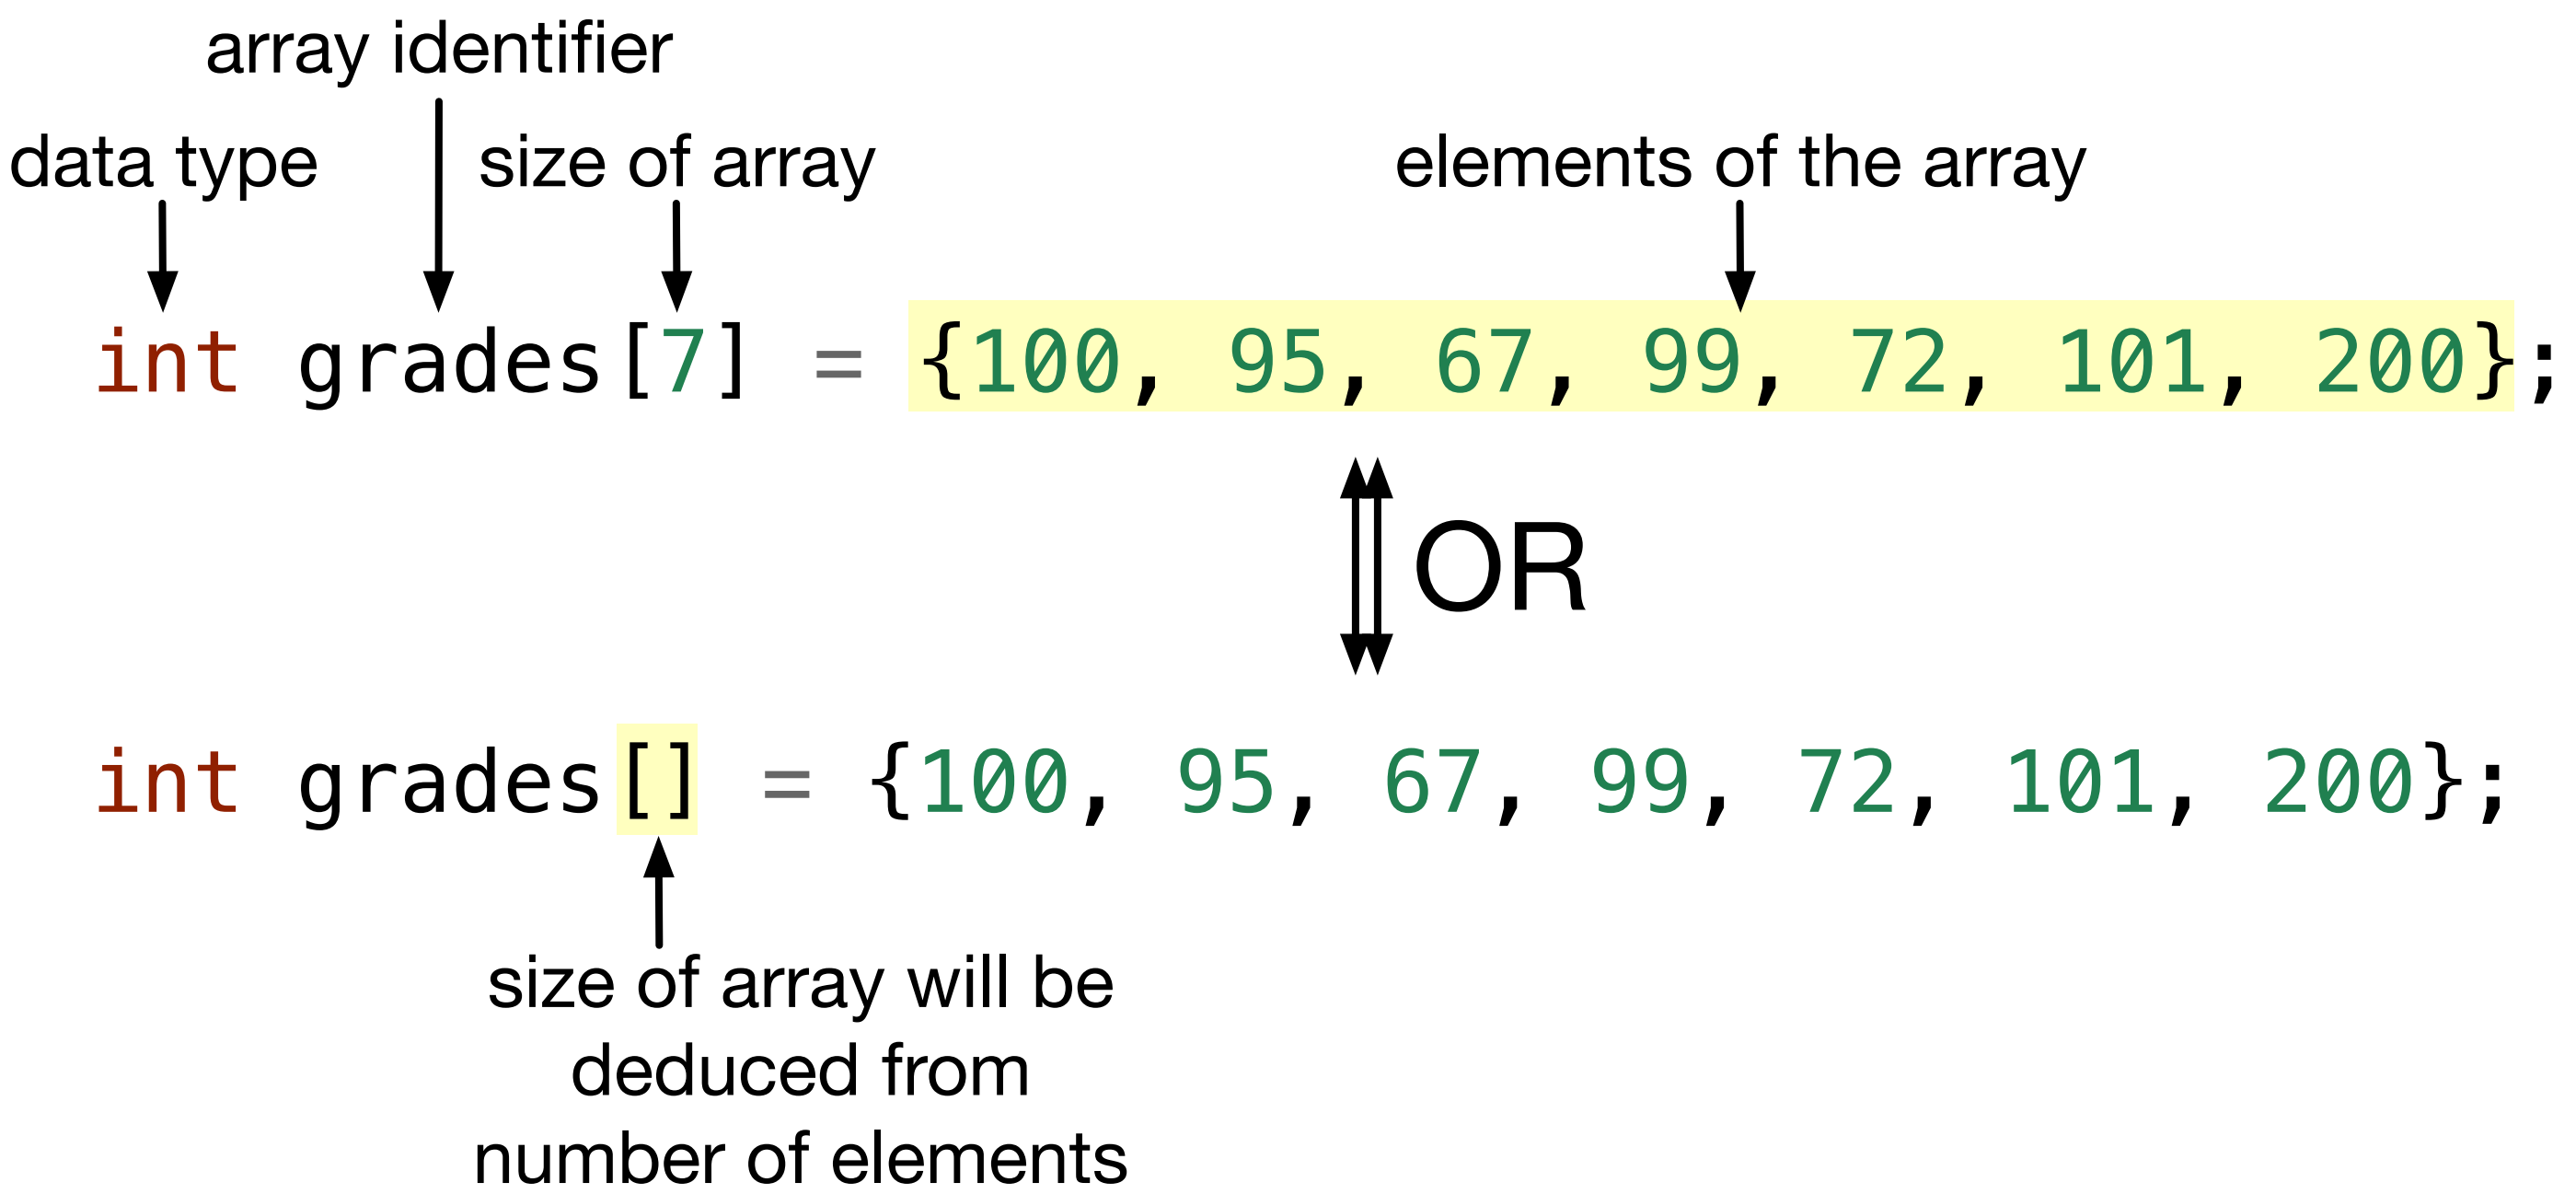 array identifier
data type size of array elements of the array
int grades[7] = {100, 95, 67, 99, 72, 101, 200};
OR
int grades[] = {100, 95, 67, 99, 72, 101, 200};
size of array will be
deduced from
number of elements